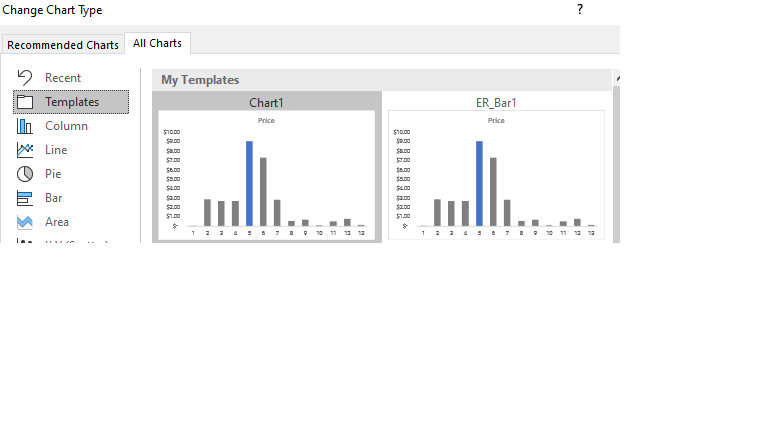 Change Chart Type ?
Recommended Charts All Charts
Recent
Templates
Column
Line
Pie
Bar
Area
My Templates
Chart1
Price
$10.00
$9.00
$8.00
$7.00
$6.00
$5.00
$4.00
$3.00
$2.00
$1.00
$-
1 2 3 4 5 6 7 8 9 10 11 12 13
ER_Bar1
Price
$10.00
$9.00
$8.00
$7.00
$6.00
$5.00
$4.00
$3.00
$2.00
$1.00
$-
1 2 3 4 5 6 7 8 9 10 11 12 13